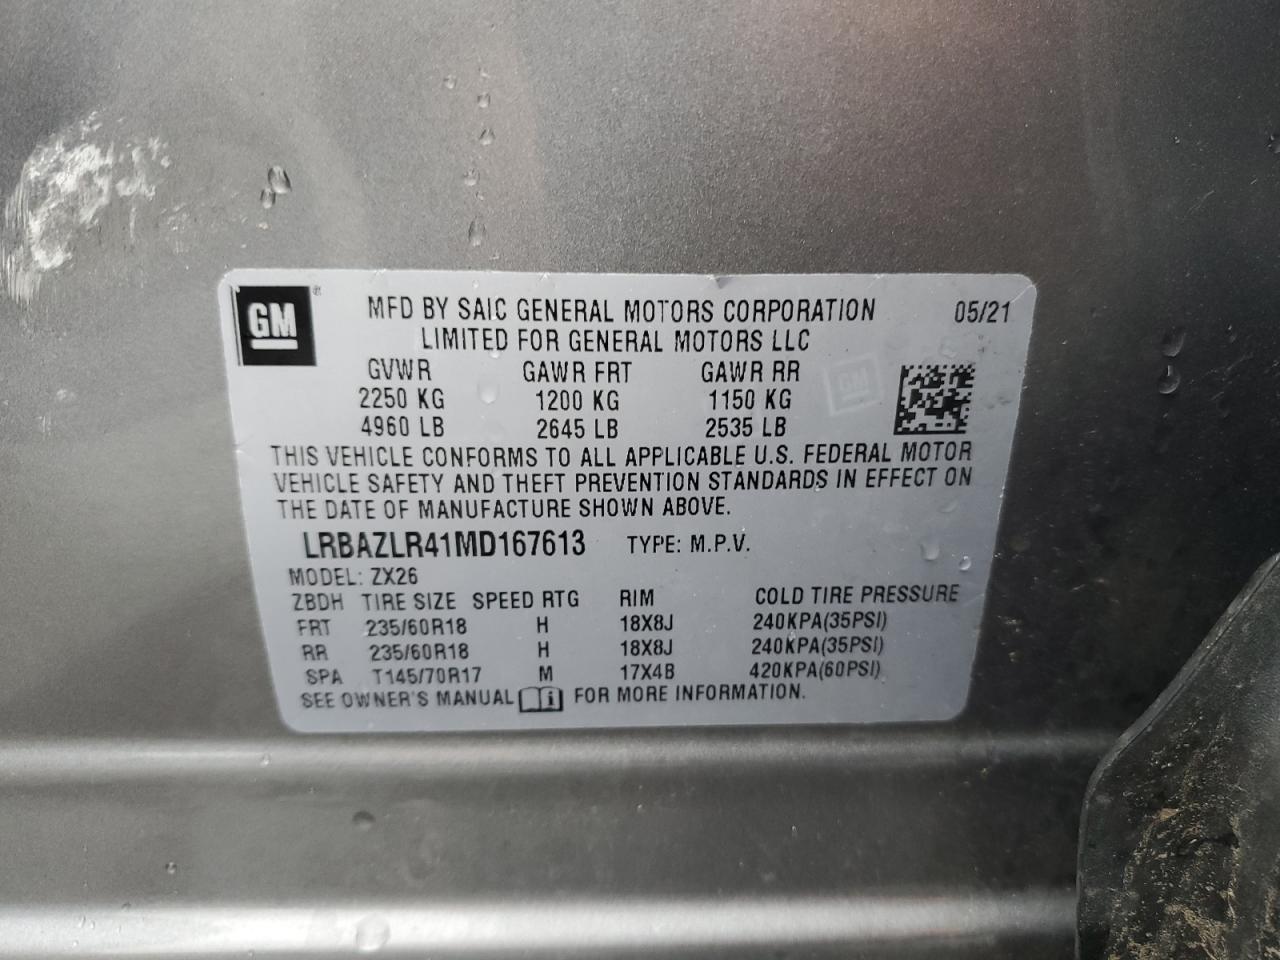 GM®
MFD BY SAIC GENERAL MOTORS CORPORATION 05/21
LIMITED FOR GENERAL MOTORS LLC
GVWR GAWR FRT GAWR RR
2250 KG 1200 KG 1150 KG GM
4960 LB 2645 LB 2535 LB
THIS VEHICLE CONFORMS TO ALL APPLICABLE U.S. FEDERAL MOTOR
VEHICLE SAFETY AND THEFT PREVENTION STANDARDS IN EFFECT ON
THE DATE OF MANUFACTURE SHOWN ABOVE.
LRBAZLR41MD167613 TYPE: M.P.V.
MODEL: ZX26
ZBDH TIRE SIZE SPEED RTG RIM COLD TIRE PRESSURE
FRT 235/60R18 H 18X8J 240KPA(35PSI)
RR 235/60R18 H 18X8J 240KPA(35PSI)
SPA T145/70R17 M 17X4B 420KPA(60PSI)
SEE OWNER'S MANUAL i FOR MORE INFORMATION.